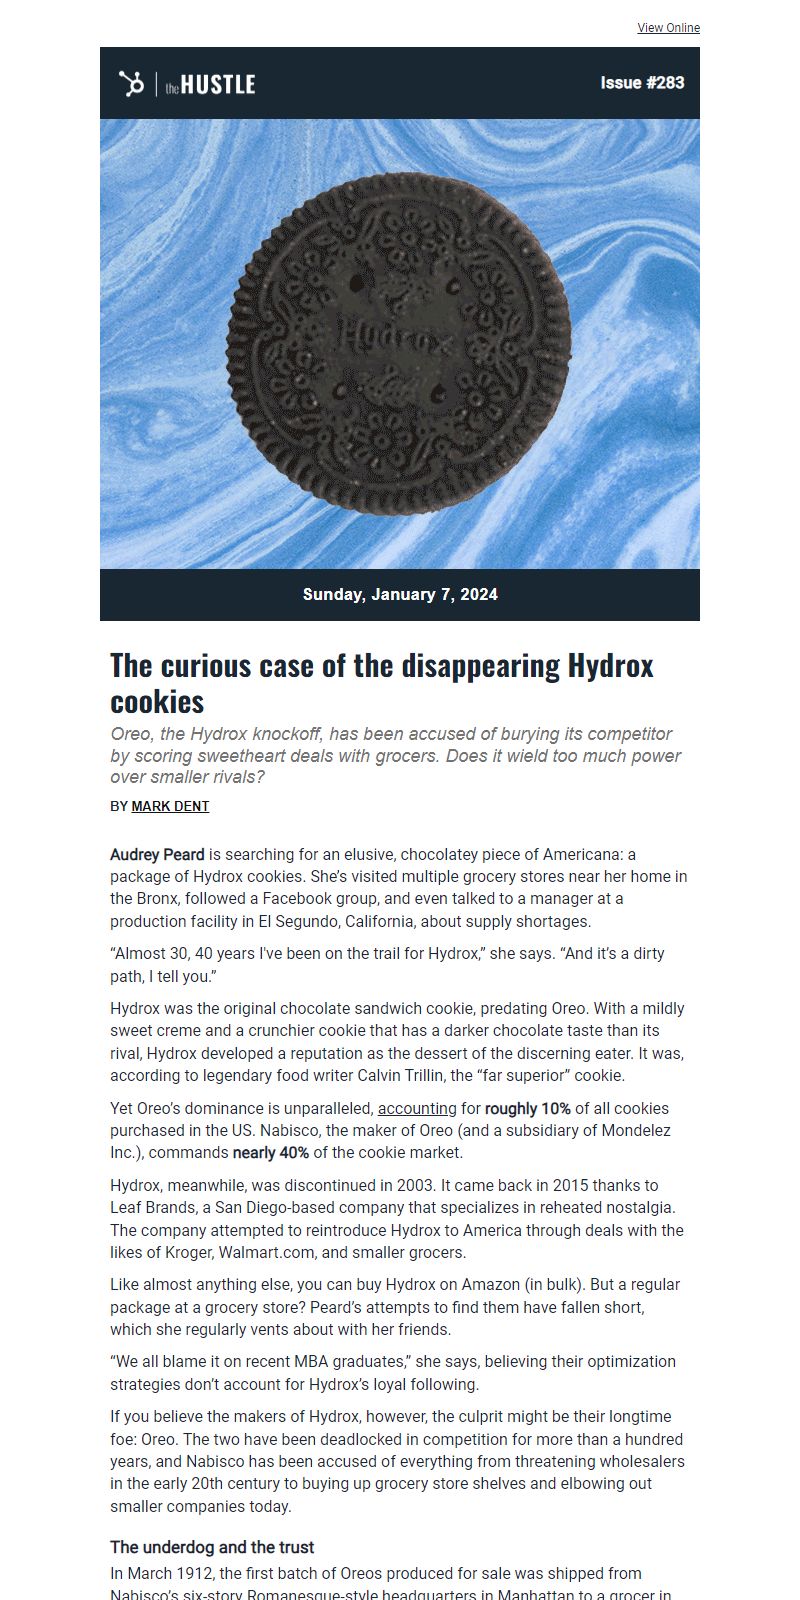 View Online
the HUSTLE
Issue #283
Hydrox
Sunday, January 7, 2024
The curious case of the disappearing Hydrox
cookies
Oreo, the Hydrox knockoff, has been accused of burying its competitor
by scoring sweetheart deals with grocers. Does it wield too much power
over smaller rivals?
BY MARK DENT
Audrey Peard is searching for an elusive, chocolatey piece of Americana: a
package of Hydrox cookies. She’s visited multiple grocery stores near her home in
the Bronx, followed a Facebook group, and even talked to a manager at a
production facility in El Segundo, California, about supply shortages.
“Almost 30, 40 years I've been on the trail for Hydrox,” she says. “And it’s a dirty
path, I tell you.”
Hydrox was the original chocolate sandwich cookie, predating Oreo. With a mildly
sweet creme and a crunchier cookie that has a darker chocolate taste than its
rival, Hydrox developed a reputation as the dessert of the discerning eater. It was,
according to legendary food writer Calvin Trillin, the “far superior” cookie.
Yet Oreo’s dominance is unparalleled, accounting for roughly 10% of all cookies
purchased in the US. Nabisco, the maker of Oreo (and a subsidiary of Mondelez
Inc.), commands nearly 40% of the cookie market.
Hydrox, meanwhile, was discontinued in 2003. It came back in 2015 thanks to
Leaf Brands, a San Diego-based company that specializes in reheated nostalgia.
The company attempted to reintroduce Hydrox to America through deals with the
likes of Kroger, Walmart.com, and smaller grocers.
Like almost anything else, you can buy Hydrox on Amazon (in bulk). But a regular
package at a grocery store? Peard’s attempts to find them have fallen short,
which she regularly vents about with her friends.
“We all blame it on recent MBA graduates,” she says, believing their optimization
strategies don’t account for Hydrox’s loyal following.
If you believe the makers of Hydrox, however, the culprit might be their longtime
foe: Oreo. The two have been deadlocked in competition for more than a hundred
years, and Nabisco has been accused of everything from threatening wholesalers
in the early 20th century to buying up grocery store shelves and elbowing out
smaller companies today.
The underdog and the trust
In March 1912, the first batch of Oreos produced for sale was shipped from
Nabisco’s six-story Romanesque-style headquarters in Manhattan to a grocer in